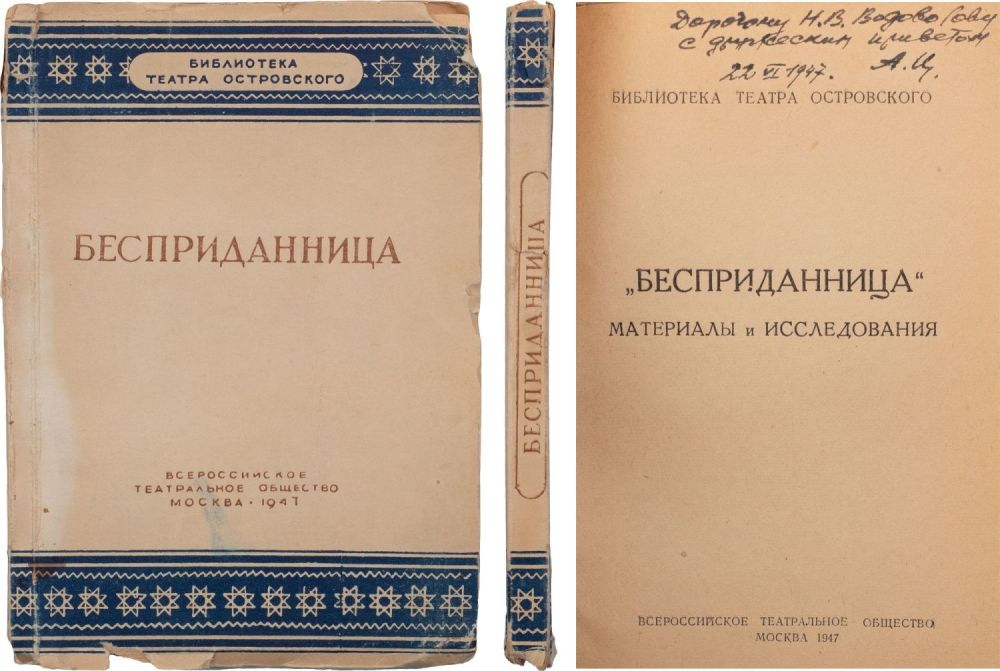 БИБЛИОТЕКА
ТЕАТРА ОСТРОВСКОГО
БЕСПРИДАННИЦА
ВСЕРОССИЙСКОЕ
ТЕАТРАЛЬНОЕ ОБЩЕСТВО
МОСКВА • 1947
БЕСПРИДАННИЦА
Дорогому Н.В. Водовозову
с дружеским приветом
22 VI 1947. А.Ц.
БИБЛИОТЕКА ТЕАТРА ОСТРОВСКОГО
„БЕСПРИДАННИЦА“
МАТЕРИАЛЫ и ИССЛЕДОВАНИЯ
ВСЕРОССИЙСКОЕ ТЕАТРАЛЬНОЕ ОБЩЕСТВО
МОСКВА 1947